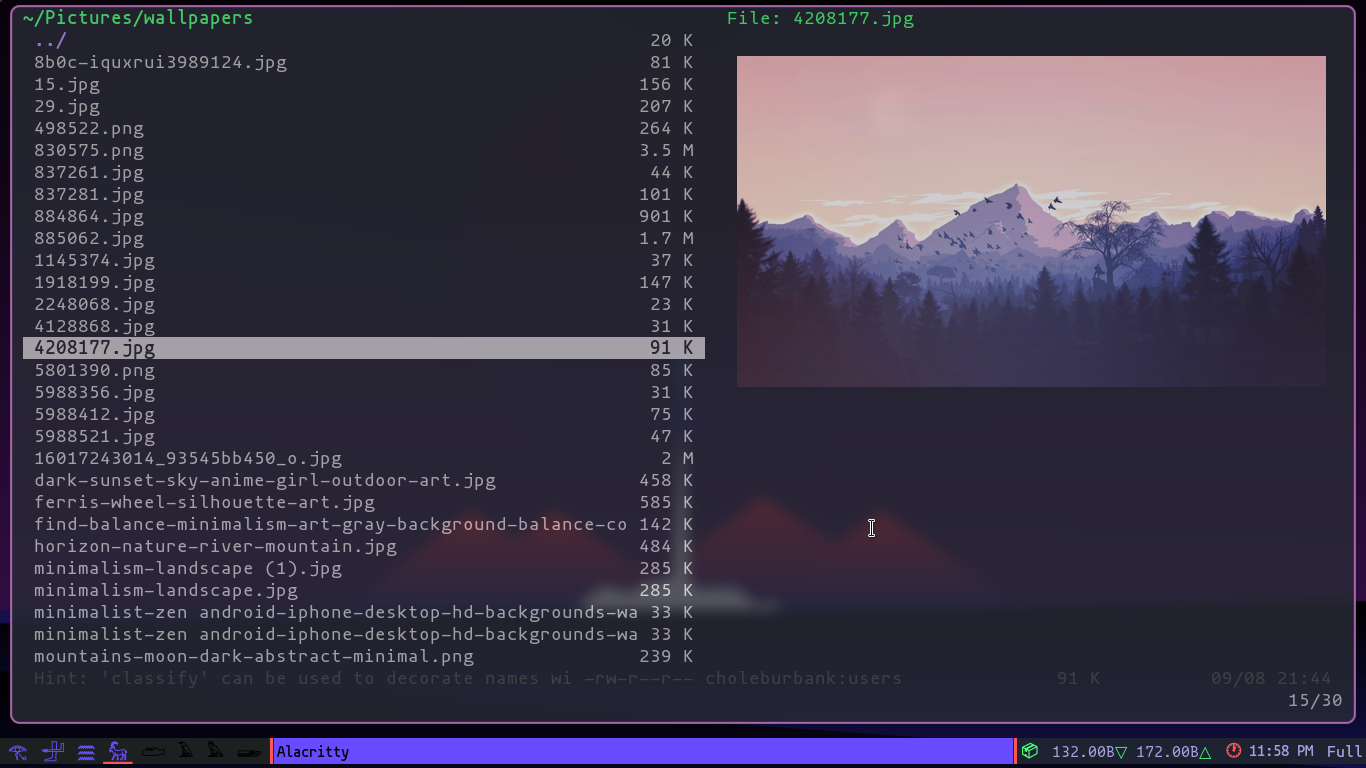 ~/Pictures/wallpapers File: 4208177.jpg
../ 20 K
8b0c-iquxrui3989124.jpg 81 K
15.jpg 156 K
29.jpg 207 K
498522.png 264 K
830575.png 3.5 M
837261.jpg 44 K
837281.jpg 101 K
884864.jpg 901 K
885062.jpg 1.7 M
1145374.jpg 37 K
1918199.jpg 147 K
2248068.jpg 23 K
4128868.jpg 31 K
4208177.jpg 91 K
5801390.png 85 K
5988356.jpg 31 K
5988412.jpg 75 K
5988521.jpg 47 K
16017243014_93545bb450_o.jpg 2 M
dark-sunset-sky-anime-girl-outdoor-art.jpg 458 K
ferris-wheel-silhouette-art.jpg 585 K
find-balance-minimalism-art-gray-background-balance-co 142 K
horizon-nature-river-mountain.jpg 484 K
minimalism-landscape (1).jpg 285 K
minimalism-landscape.jpg 285 K
minimalist-zen android-iphone-desktop-hd-backgrounds-wa 33 K
minimalist-zen android-iphone-desktop-hd-backgrounds-wa 33 K
mountains-moon-dark-abstract-minimal.png 239 K
Hint: 'classify' can be used to decorate names wi -rw-r--r-- choleburbank:users 91 K 09/08 21:44
15/30
Alacritty 132.00B▽ 172.00B△ 11:58 PM Full